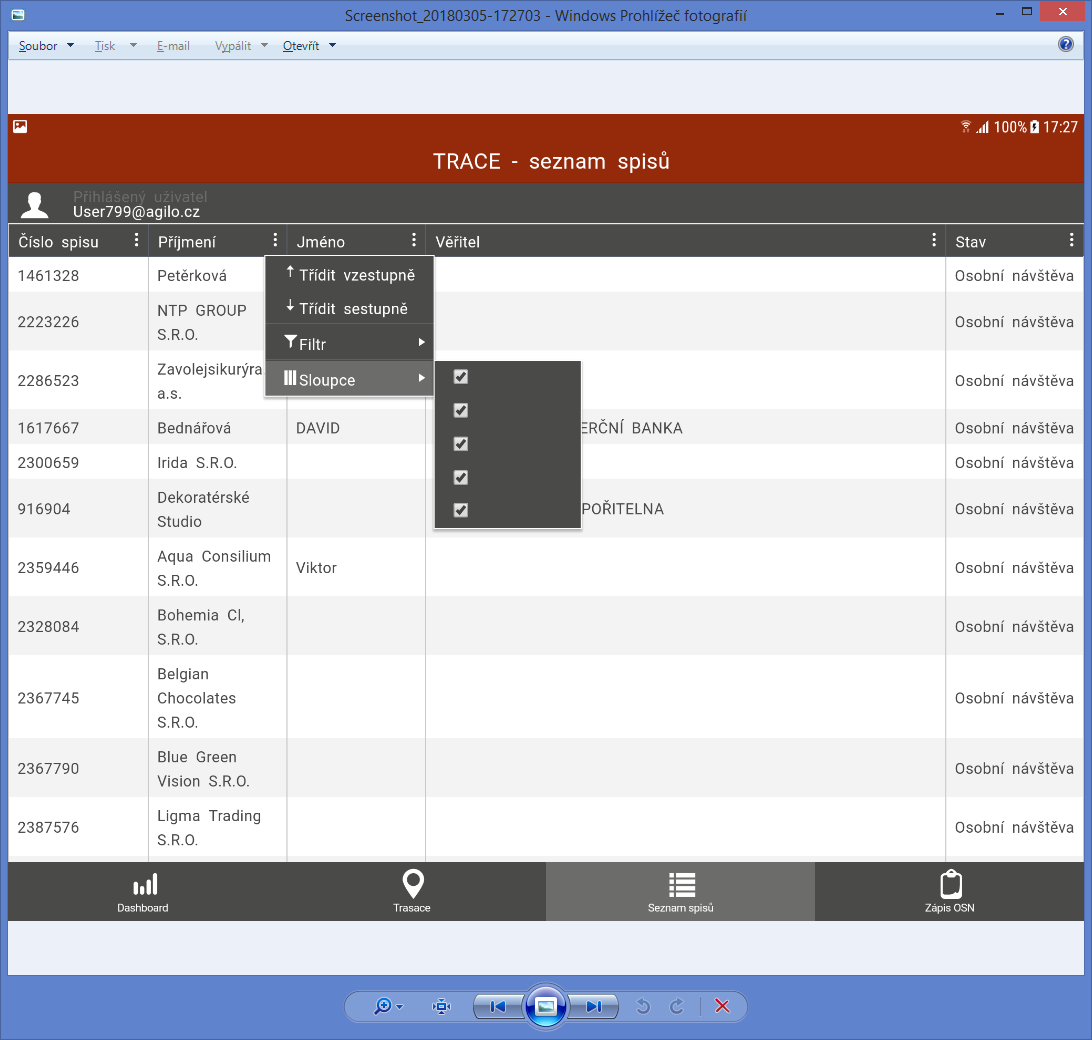 Screenshot_20180305-172703 - Windows Prohlížeč fotografií
Soubor Tisk E-mail Vypálit Otevřít
100% 17:27
TRACE - seznam spisů
Přihlášený uživatel
User799@agilo.cz
Číslo spisu Příjmení Jméno Věřitel Stav
1461328 Petěrková Osobní návštěva
Třídit vzestupně
Třídit sestupně
Filtr
Sloupce
2223226 NTP GROUP S.R.O. Osobní návštěva
2286523 Zavolejsikurýra a.s. Osobní návštěva
1617667 Bednářová DAVID ERČNÍ BANKA Osobní návštěva
2300659 Irida S.R.O. Osobní návštěva
916904 Dekoratérské Studio POŘITELNA Osobní návštěva
2359446 Aqua Consilium S.R.O. Viktor Osobní návštěva
2328084 Bohemia Cl, S.R.O. Osobní návštěva
2367745 Belgian Chocolates S.R.O. Osobní návštěva
2367790 Blue Green Vision S.R.O. Osobní návštěva
2387576 Ligma Trading S.R.O. Osobní návštěva
Dashboard Trasace Seznam spisů Zápis OSN